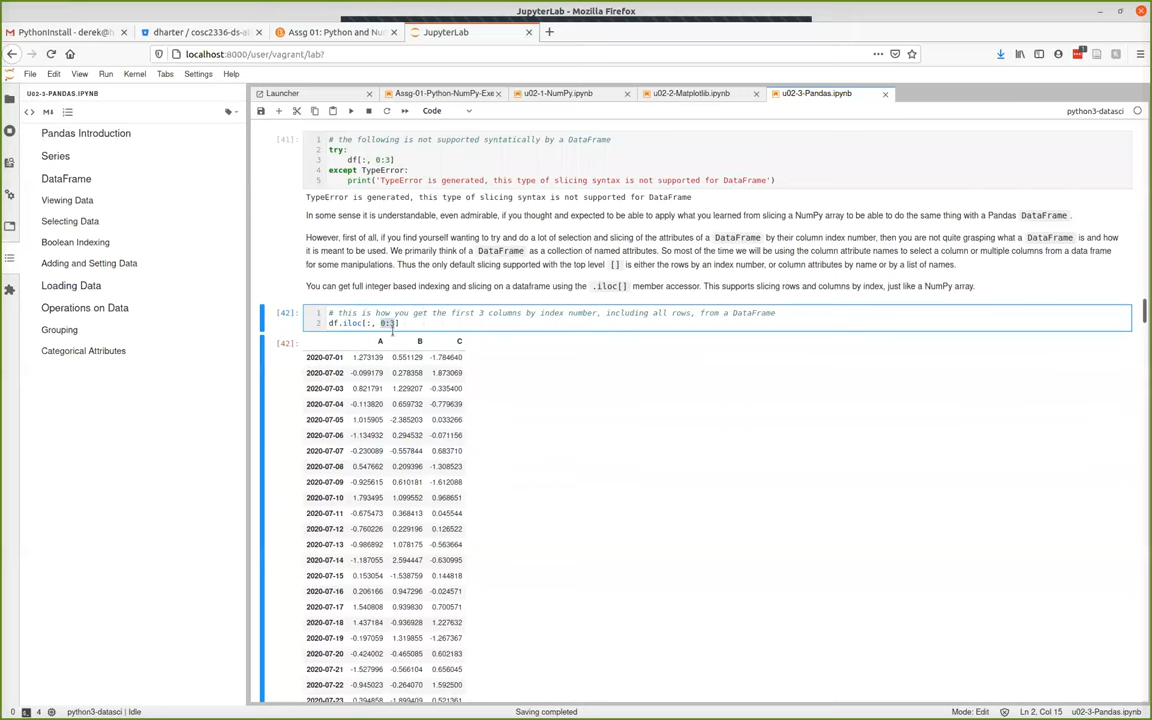 JupyterLab - Mozilla Firefox
PythonInstall - derek@h
dharter / cosc2336-ds-a
Assg 01: Python and Nu
JupyterLab
localhost:8000/user/vagrant/lab?
File Edit View Run Kernel Tabs Settings Help
U02-3-PANDAS.IPYNB
Launcher
Assg-01-Python-NumPy-Exe
u02-1-NumPy.ipynb
u02-2-Matplotlib.ipynb
u02-3-Pandas.ipynb
Code
python3-datasci
Pandas Introduction
Series
DataFrame
Viewing Data
Selecting Data
Boolean Indexing
Adding and Setting Data
Loading Data
Operations on Data
Grouping
Categorical Attributes
[41]:
1 # the following is not supported syntatically by a DataFrame
2 try:
3 df[:, 0:3]
4 except TypeError:
5 print('TypeError is generated, this type of slicing syntax is not supported for DataFrame')
TypeError is generated, this type of slicing syntax is not supported for DataFrame
In some sense it is understandable, even admirable, if you thought and expected to be able to apply what you learned from slicing a NumPy array to be able to do the same thing with a Pandas DataFrame.
However, first of all, if you find yourself wanting to try and do a lot of selection and slicing of the attributes of a DataFrame by their column index number, then you are not quite grasping what a DataFrame is and how
it is meant to be used. We primarily think of a DataFrame as a collection of named attributes. So most of the time we will be using the column attribute names to select a column or multiple columns from a data frame
for some manipulations. Thus the only default slicing supported with the top level [] is either the rows by an index number, or column attributes by name or by a list of names.
You can get full integer based indexing and slicing on a dataframe using the .iloc[] member accessor. This supports slicing rows and columns by index, just like a NumPy array.
[42]:
1 # this is how you get the first 3 columns by index number, including all rows, from a DataFrame
2 df.iloc[:, 0:3]
[42]:
A B C
2020-07-01 1.273139 0.551129 -1.784640
2020-07-02 -0.099179 0.278358 1.873069
2020-07-03 0.821791 1.229207 -0.335400
2020-07-04 -0.113820 0.659732 -0.779639
2020-07-05 1.015905 -2.385203 0.033266
2020-07-06 -1.134932 0.294532 -0.071156
2020-07-07 -0.230089 -0.557844 0.683710
2020-07-08 0.547662 0.209396 -1.308523
2020-07-09 -0.925615 0.610181 -1.612088
2020-07-10 1.793495 1.099552 0.968651
2020-07-11 -0.675473 0.368413 0.045544
2020-07-12 -0.760226 0.229196 0.126522
2020-07-13 -0.986892 1.078175 -0.563664
2020-07-14 -1.187055 2.594447 -0.630995
2020-07-15 0.153054 -1.538759 0.144818
2020-07-16 0.206166 0.947296 -0.024571
2020-07-17 1.540808 0.939830 0.700571
2020-07-18 1.437184 -0.936928 1.227632
2020-07-19 -0.197059 1.319855 -1.267367
2020-07-20 -0.424002 -0.465085 0.602183
2020-07-21 -1.527996 -0.566104 0.656045
2020-07-22 -0.945023 -0.264070 1.592500
2020-07-23 0.394858 -1.899409 0.521361
0 4 python3-datasci | Idle
Saving completed
Mode: Edit Ln 2, Col 15 u02-3-Pandas.ipynb